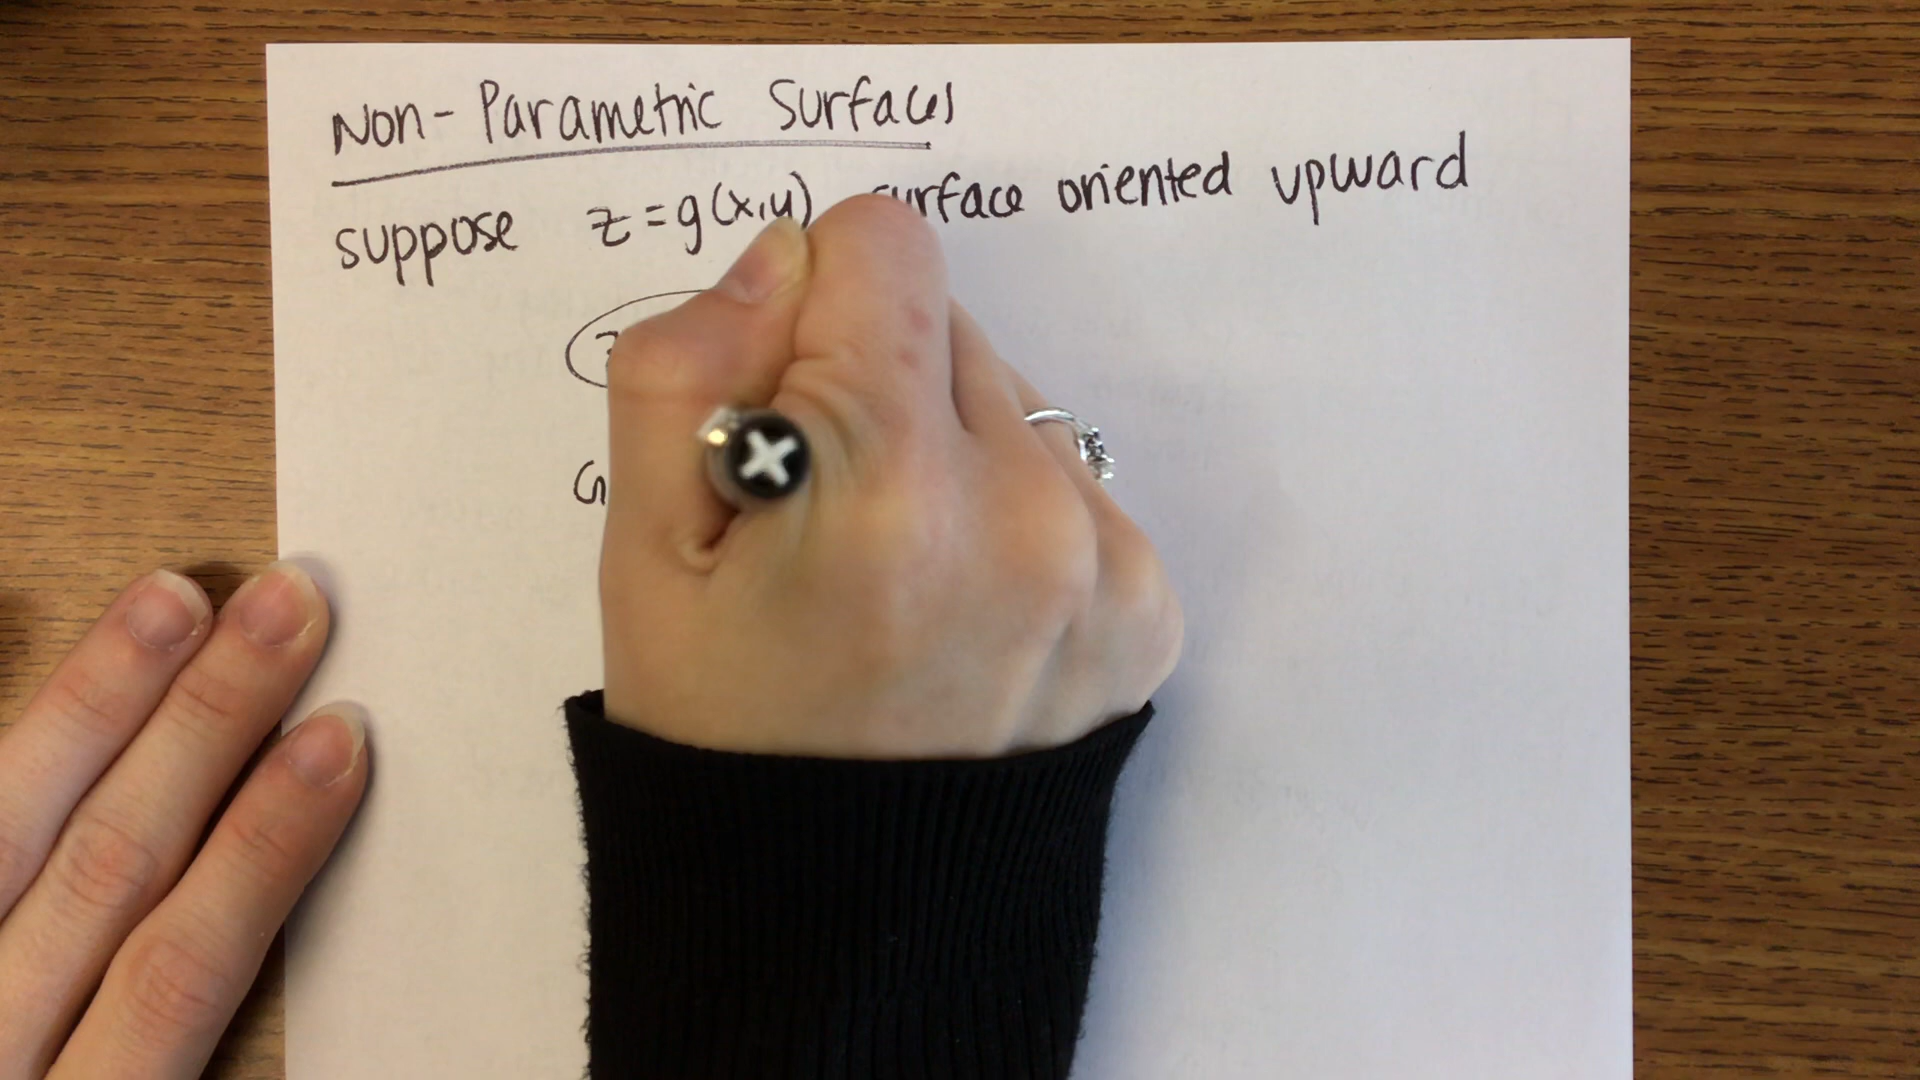 Non-Parametric Surfaces
suppose z=g(x,y) surface oriented upward
G